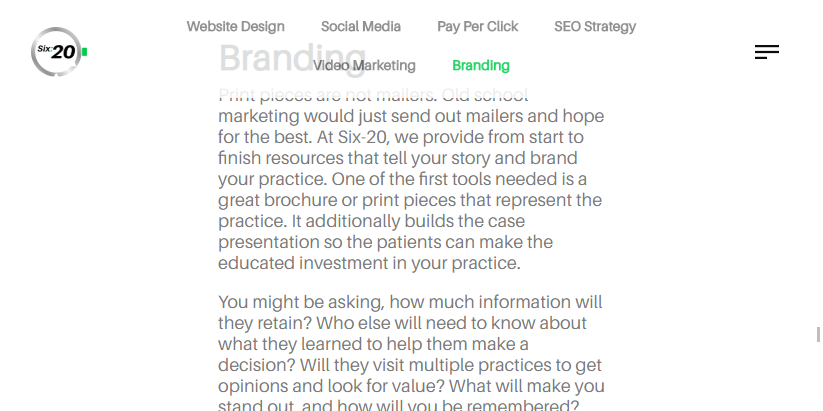 Website Design Social Media Pay Per Click SEO Strategy
Six-20
Branding
Video Marketing Branding
Print pieces are not mailers. Old school
marketing would just send out mailers and hope
for the best. At Six-20, we provide from start to
finish resources that tell your story and brand
your practice. One of the first tools needed is a
great brochure or print pieces that represent the
practice. It additionally builds the case
presentation so the patients can make the
educated investment in your practice.
You might be asking, how much information will
they retain? Who else will need to know about
what they learned to help them make a
decision? Will they visit multiple practices to get
opinions and look for value? What will make you
stand out, and how will you be remembered?